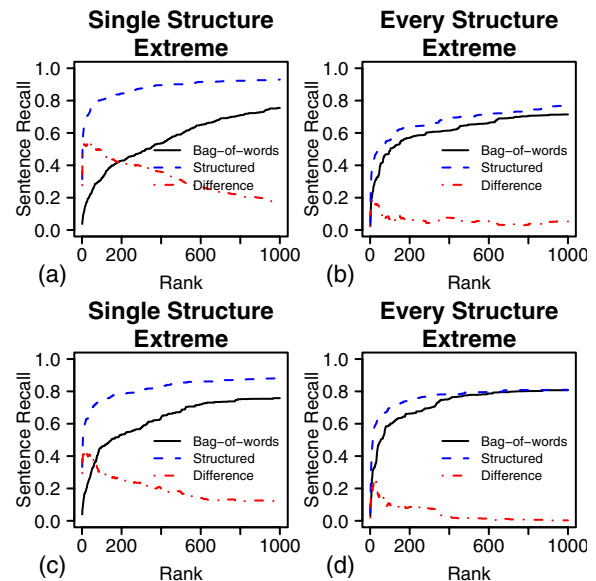 Single Structure
Extreme
Sentence Recall
1.0
0.8
0.6
0.4
0.2
0.0
Bag−of−words
Structured
Difference
0
200
600
1000
Rank
(a)
Every Structure
Extreme
Sentence Recall
1.0
0.8
0.6
0.4
0.2
0.0
Bag−of−words
Structured
Difference
0
200
600
1000
Rank
(b)
Single Structure
Extreme
Sentence Recall
1.0
0.8
0.6
0.4
0.2
0.0
Bag−of−words
Structured
Difference
0
200
600
1000
Rank
(c)
Every Structure
Extreme
Sentecne Recall
1.0
0.8
0.6
0.4
0.2
0.0
Bag−of−words
Structured
Difference
0
200
600
1000
Rank
(d)